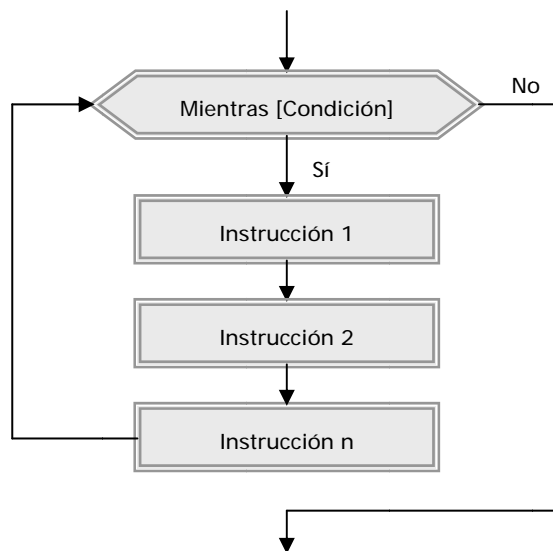 Mientras [Condición]
No
Sí
Instrucción 1
Instrucción 2
Instrucción n